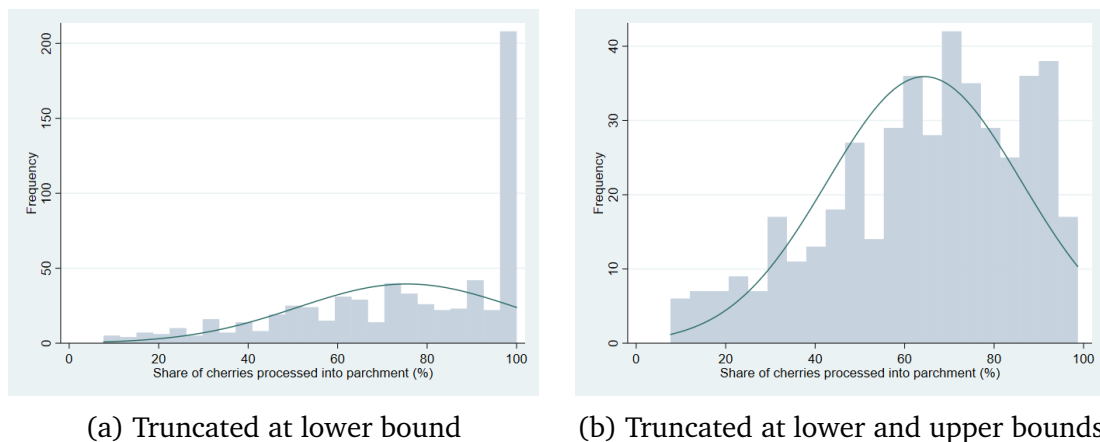 200
150
100
50
0
Frequency
0 20 40 60 80 100
Share of cherries processed into parchment (%)
(a) Truncated at lower bound
40
30
20
10
0
Frequency
0 20 40 60 80 100
Share of cherries processed into parchment (%)
(b) Truncated at lower and upper bounds